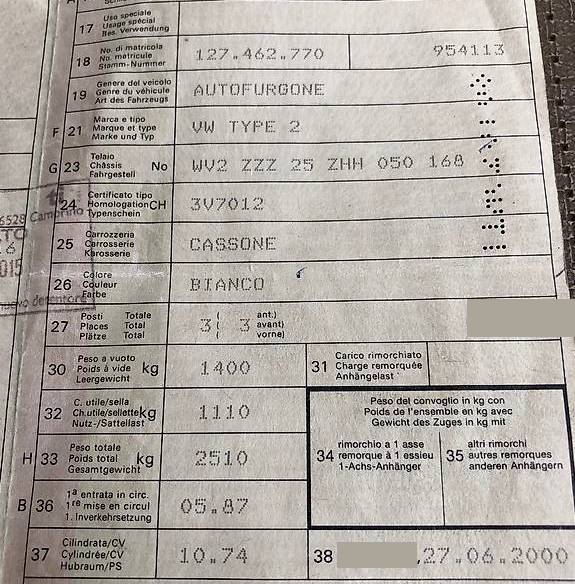 17 Uso speciale
Usage spécial
Bes. Verwendung
18 No. di matricola
No. matricule
Stamm-Nummer
127.462.770 954113
19 Genere del veicolo
Genre du véhicule
Art des Fahrzeugs
AUTOFURGONE
F 21 Marca e tipo
Marque et type
Marke und Typ
VW TYPE 2
G 23 Telaio
Châssis No
Fahrgestell
WV2 ZZZ 25 ZHH 050 168
24 Certificato tipo
Homologation CH
Typenschein
3V7012
6528 Camorino
25 Carrozzeria
Carrosserie
Karosserie
CASSONE
26 Colore
Couleur
Farbe
BIANCO
nuovo detentore
27 Posti Totale
Places Total
Plätze Total
3( 3 ant.)
avant)
vorne)
30 Peso a vuoto
Poids à vide kg
Leergewicht
1400
31 Carico rimorchiato
Charge remorquée
Anhängelast
32 C. utile/sella
Ch.utile/sellette kg
Nutz-/Sattellast
1110
Peso del convoglio in kg con
Poids de l'ensemble en kg avec
Gewicht des Zuges in kg mit
H 33 Peso totale
Poids total kg
Gesamtgewicht
2510
34 rimorchio a 1 asse
remorque à 1 essieu
1-Achs-Anhänger
35 altri rimorchi
autres remorques
anderen Anhängern
B 36 1a entrata in circ.
1re mise en circul
1. Inverkehrsetzung
05.87
37 Cilindrata/CV
Cylindrée/CV
Hubraum/PS
10.74
38 ,27.06.2000